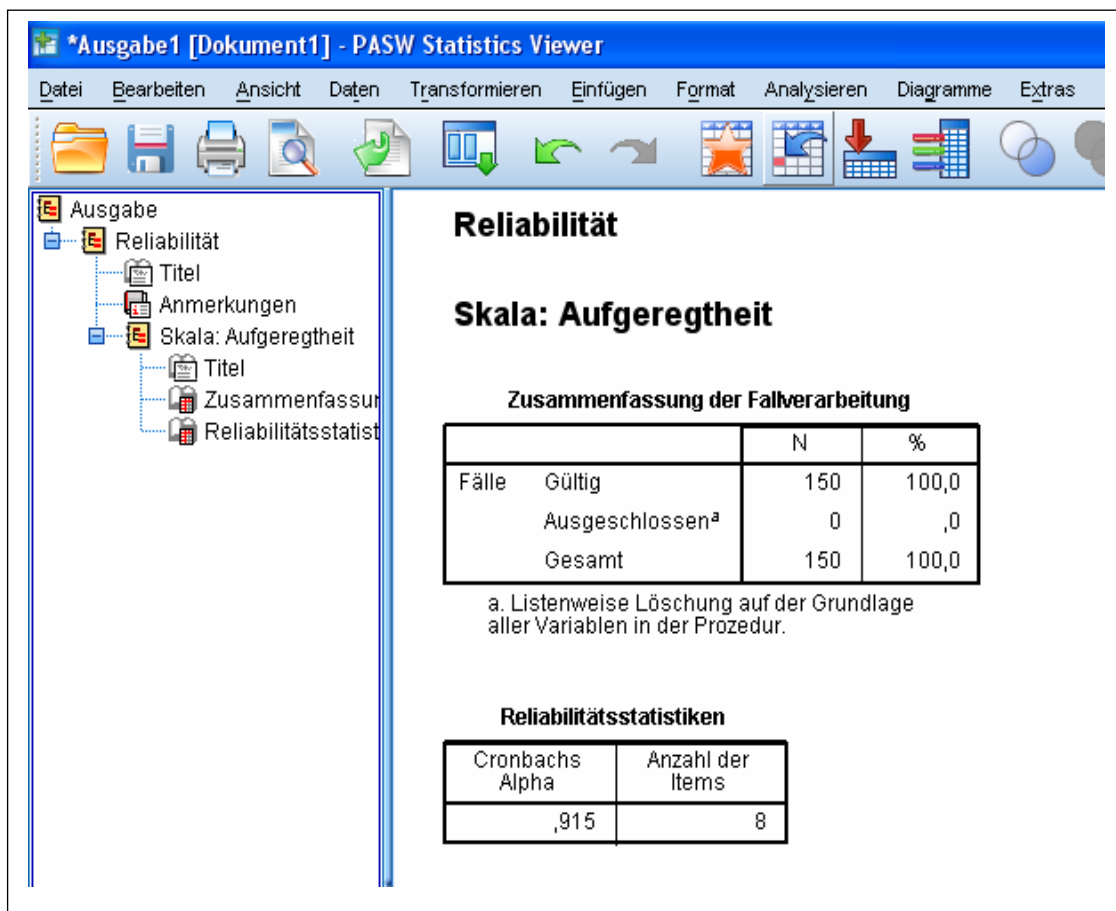 *Ausgabe1 [Dokument1] - PASW Statistics Viewer
Datei Bearbeiten Ansicht Daten Transformieren Einfügen Format Analysieren Diagramme Extras
Ausgabe
Reliabilität
Titel
Anmerkungen
Skala: Aufgeregtheit
Titel
Zusammenfassur
Reliabilitätsstatist
Reliabilität
Skala: Aufgeregtheit
Zusammenfassung der Fallverarbeitung
N %
Fälle Gültig 150 100,0
Ausgeschlossenª 0 ,0
Gesamt 150 100,0
a. Listenweise Löschung auf der Grundlage
aller Variablen in der Prozedur.
Reliabilitätsstatistiken
Cronbachs Anzahl der
Alpha Items
,915 8